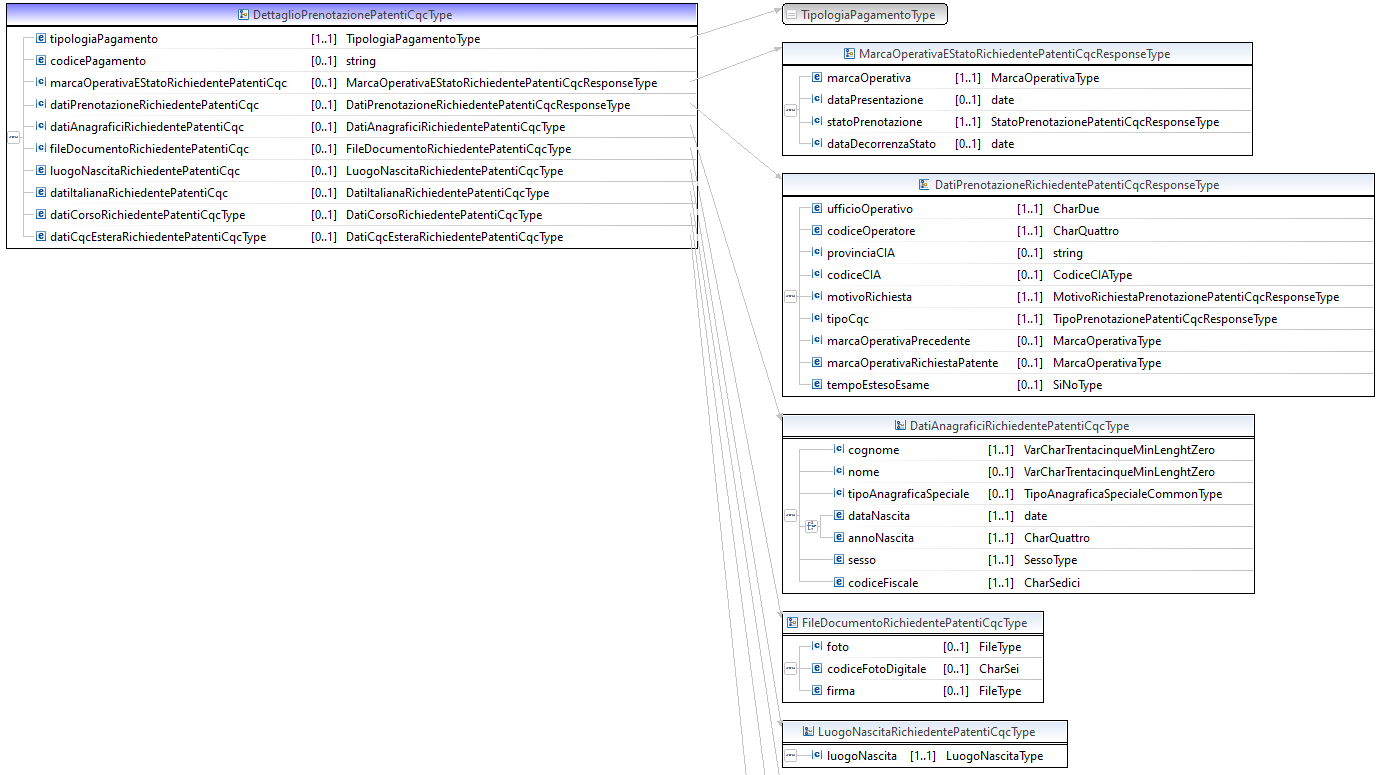 DettaglioPrenotazionePatentiCqcType
tipologiaPagamento [1..1] TipologiaPagamentoType
codicePagamento [0..1] string
marcaOperativaEStatoRichiedentePatentiCqc [0..1] MarcaOperativaEStatoRichiedentePatentiCqcResponseType
datiPrenotazioneRichiedentePatentiCqc [0..1] DatiPrenotazioneRichiedentePatentiCqcResponseType
datiAnagraficiRichiedentePatentiCqc [0..1] DatiAnagraficiRichiedentePatentiCqcType
fileDocumentoRichiedentePatentiCqc [0..1] FileDocumentoRichiedentePatentiCqcType
luogoNascitaRichiedentePatentiCqc [0..1] LuogoNascitaRichiedentePatentiCqcType
datiItalianaRichiedentePatentiCqc [0..1] DatiItalianaRichiedentePatentiCqcType
datiCorsoRichiedentePatentiCqcType [0..1] DatiCorsoRichiedentePatentiCqcType
datiCqcEsteraRichiedentePatentiCqcType [0..1] DatiCqcEsteraRichiedentePatentiCqcType
TipologiaPagamentoType
MarcaOperativaEStatoRichiedentePatentiCqcResponseType
marcaOperativa [1..1] MarcaOperativaType
dataPresentazione [0..1] date
statoPrenotazione [1..1] StatoPrenotazionePatentiCqcResponseType
dataDecorrenzaStato [0..1] date
DatiPrenotazioneRichiedentePatentiCqcResponseType
ufficioOperativo [1..1] CharDue
codiceOperatore [1..1] CharQuattro
provinciaCIA [0..1] string
codiceCIA [0..1] CodiceCIAType
motivoRichiesta [1..1] MotivoRichiestaPrenotazionePatentiCqcResponseType
tipoCqc [1..1] TipoPrenotazionePatentiCqcResponseType
marcaOperativaPrecedente [0..1] MarcaOperativaType
marcaOperativaRichiestaPatente [0..1] MarcaOperativaType
tempoEstesoEsame [0..1] SiNoType
DatiAnagraficiRichiedentePatentiCqcType
cognome [1..1] VarCharTrentacinqueMinLenghtZero
nome [0..1] VarCharTrentacinqueMinLenghtZero
tipoAnagraficaSpeciale [0..1] TipoAnagraficaSpecialeCommonType
dataNascita [1..1] date
annoNascita [1..1] CharQuattro
sesso [1..1] SessoType
codiceFiscale [1..1] CharSedici
FileDocumentoRichiedentePatentiCqcType
foto [0..1] FileType
codiceFotoDigitale [0..1] CharSei
firma [0..1] FileType
LuogoNascitaRichiedentePatentiCqcType
luogoNascita [1..1] LuogoNascitaType